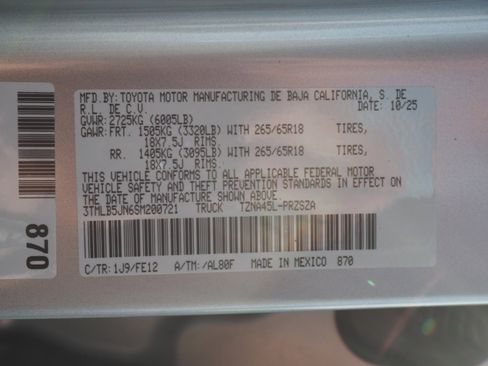 MFD.BY:TOYOTA MOTOR MANUFACTURING DE BAJA CALIFORNIA, S. DE
R.L. DE C.V. DATE: 10/25
GVWR: 2725KG (6005LB)
GAWR:FRT. 1505KG (3320LB) WITH 265/65R18 TIRES,
18X7.5J RIMS.
RR. 1405KG (3095LB) WITH 265/65R18 TIRES,
18X7.5J RIMS.
THIS VEHICLE CONFORMS TO ALL APPLICABLE FEDERAL MOTOR
VEHICLE SAFETY AND THEFT PREVENTION STANDARDS IN EFFECT ON
THE DATE OF MANUFACTURE SHOWN ABOVE.
3TMLB5JN6SM200721 TRUCK TZNA45L-PRZSZA
C/TR: 1J9/FE12 A/TM: /AL80F MADE IN MEXICO 870
870